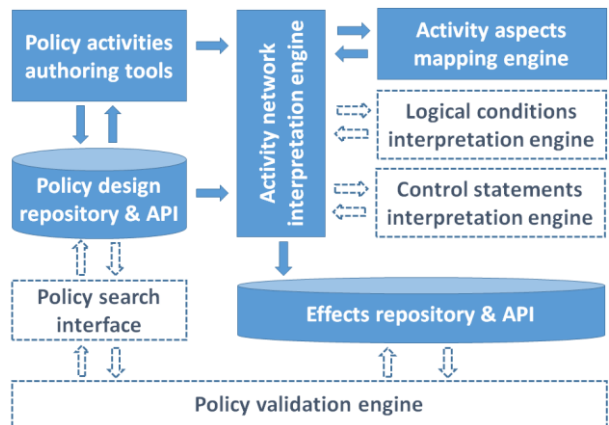 Policy activities
authoring tools
Activity network
interpretation engine
Activity aspects
mapping engine
Logical conditions
interpretation engine
Policy design
repository & API
Control statements
interpretation engine
Policy search
interface
Effects repository & API
Policy validation engine